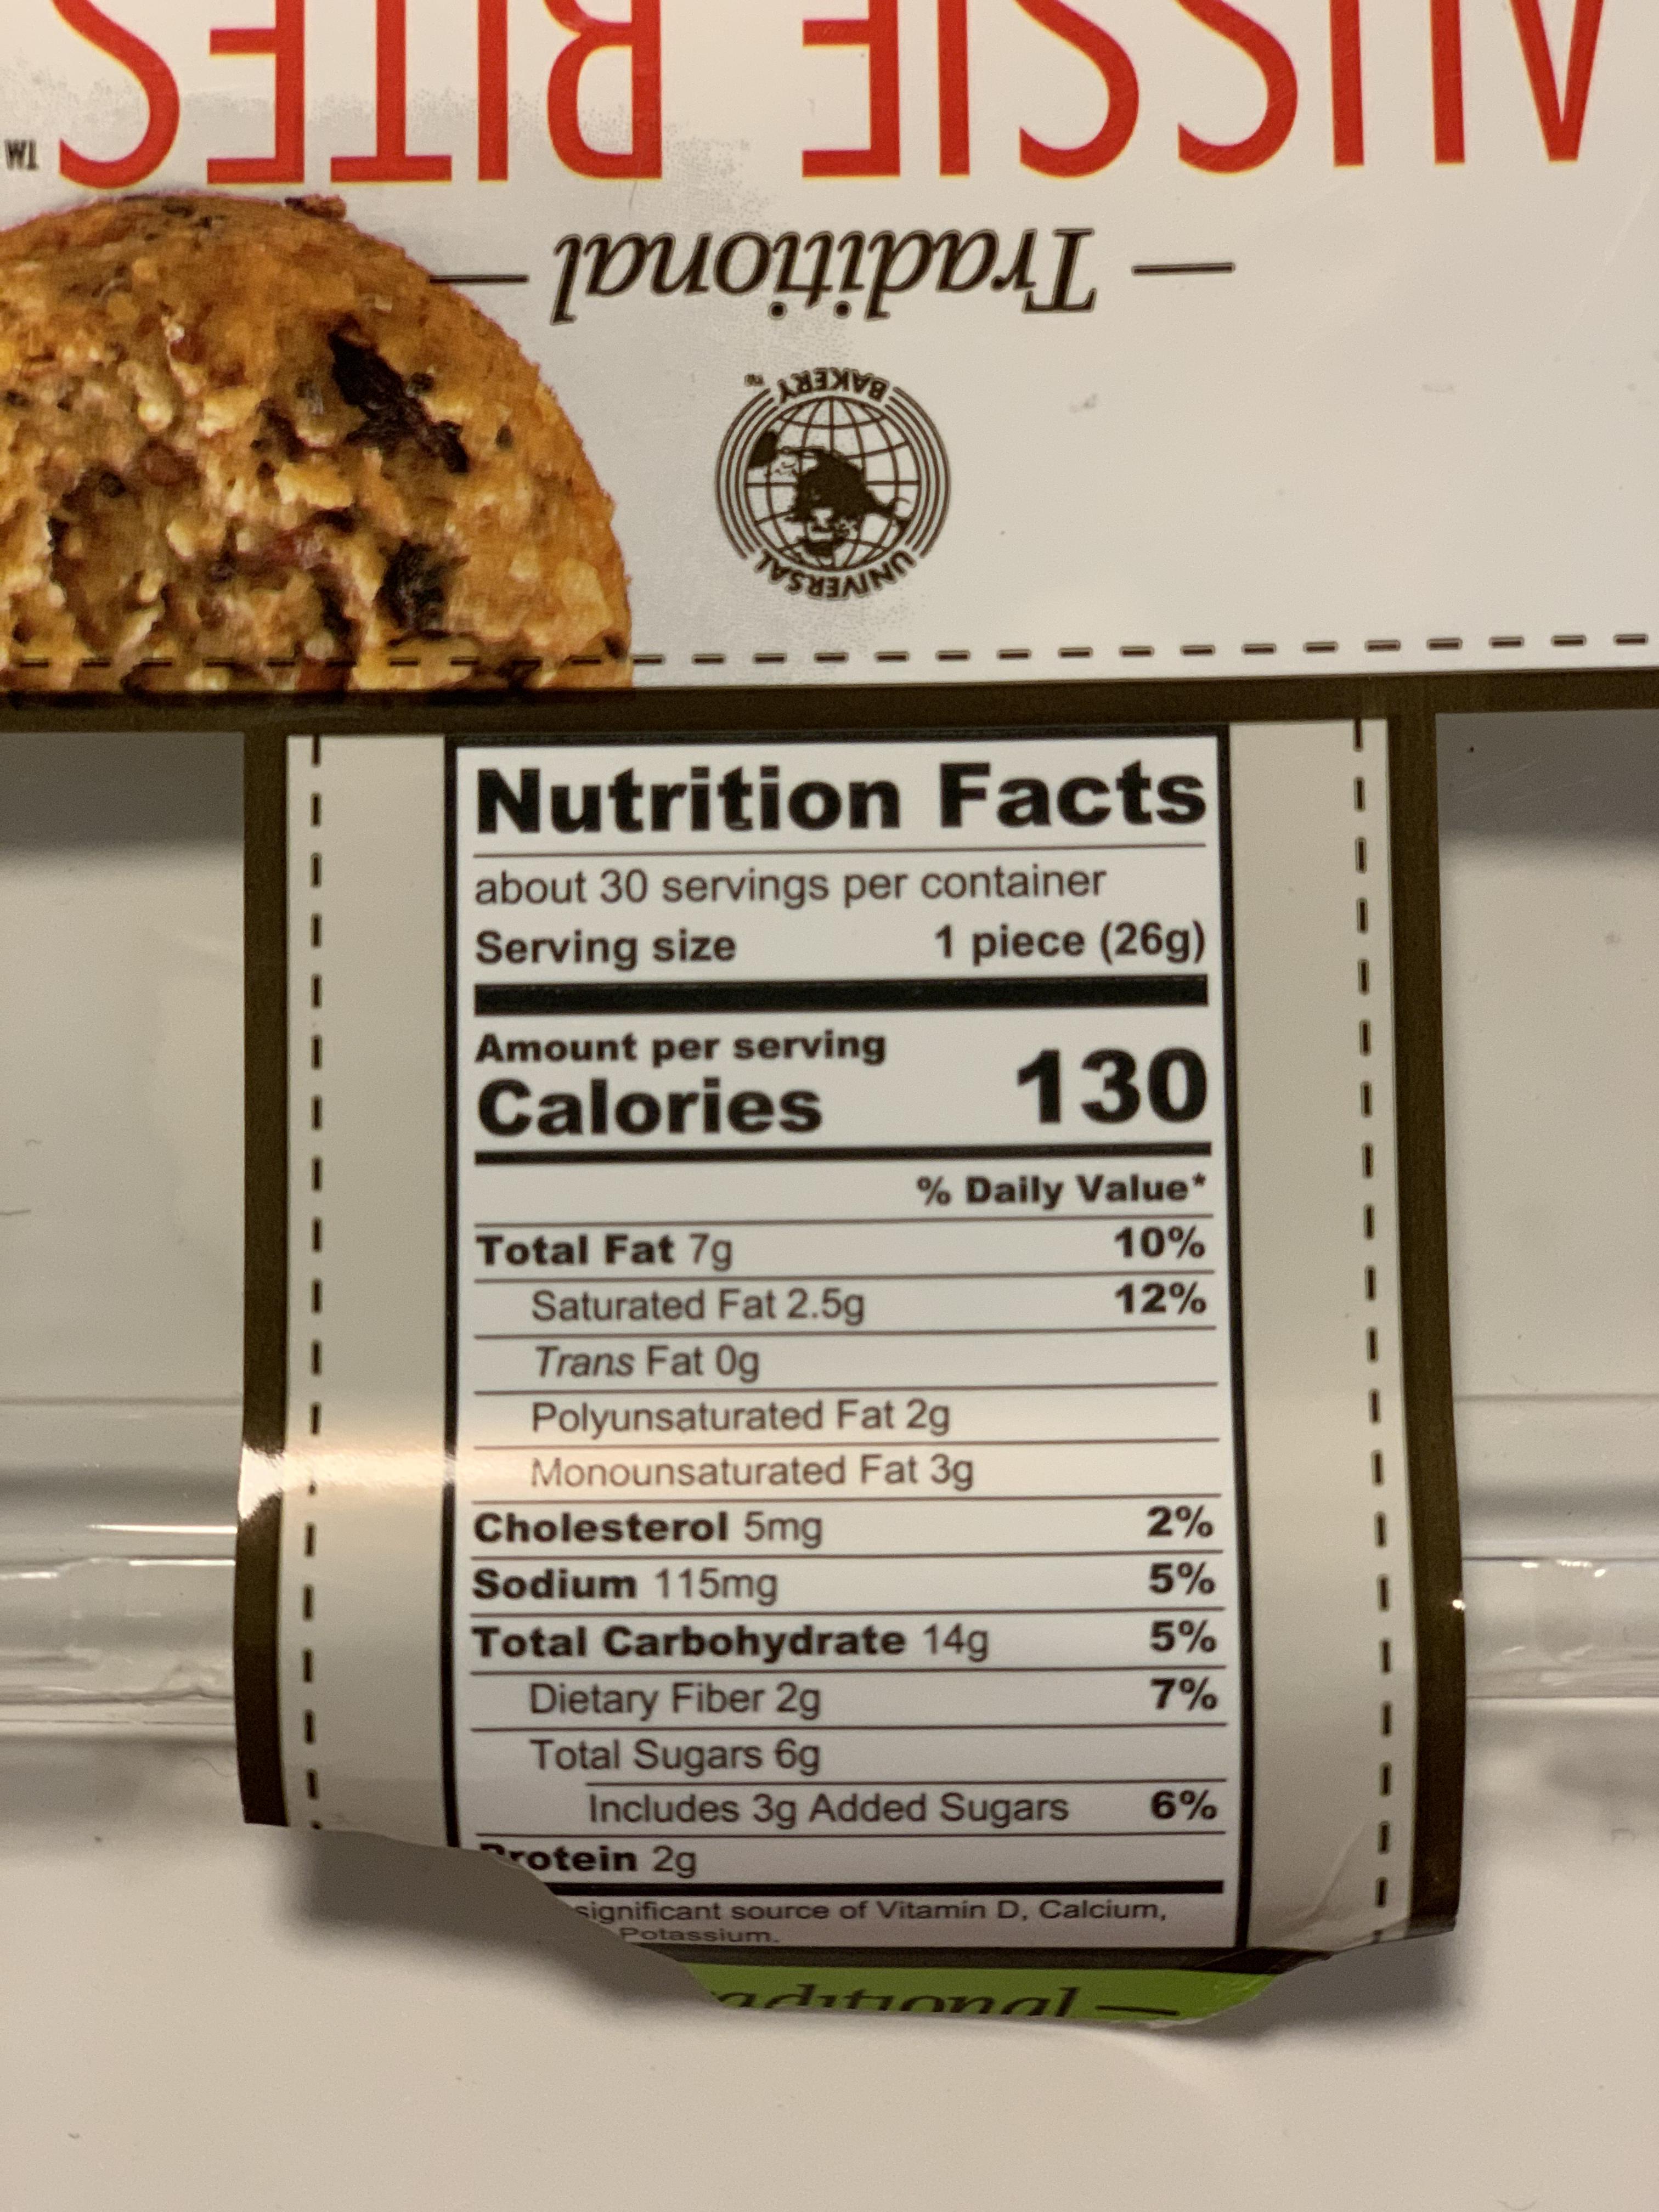 AUSSIE BITES™
— Traditional —
UNIVERSAL
BAKERY™
Nutrition Facts
about 30 servings per container
Serving size 1 piece (26g)
Amount per serving
Calories 130
% Daily Value*
Total Fat 7g 10%
Saturated Fat 2.5g 12%
Trans Fat 0g
Polyunsaturated Fat 2g
Monounsaturated Fat 3g
Cholesterol 5mg 2%
Sodium 115mg 5%
Total Carbohydrate 14g 5%
Dietary Fiber 2g 7%
Total Sugars 6g
Includes 3g Added Sugars 6%
Protein 2g
significant source of Vitamin D, Calcium,
Potassium.
aditional —